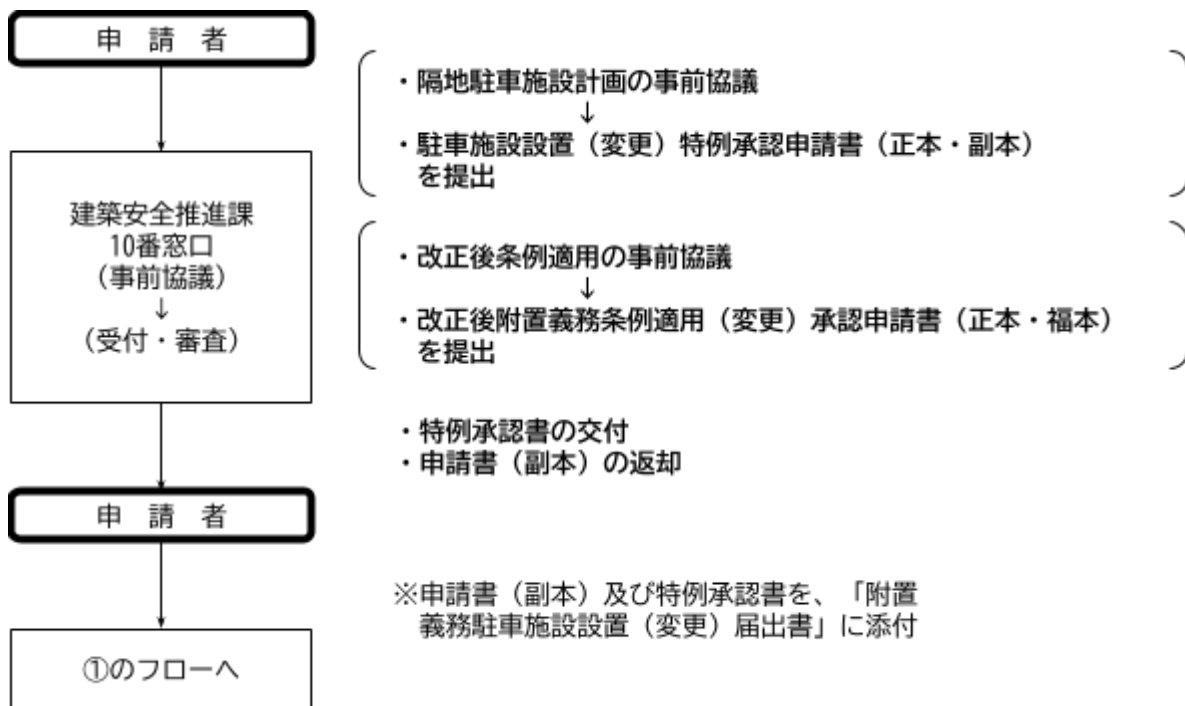 申 請 者
・隔地駐車施設計画の事前協議
↓
・駐車施設設置（変更）特例承認申請書（正本・副本）
を提出
建築安全推進課
10番窓口
（事前協議）
↓
（受付・審査）
・改正後条例適用の事前協議
↓
・改正後附置義務条例適用（変更）承認申請書（正本・福本）
を提出
・特例承認書の交付
・申請書（副本）の返却
申 請 者
※申請書（副本）及び特例承認書を、「附置
義務駐車施設設置（変更）届出書」に添付
①のフローへ